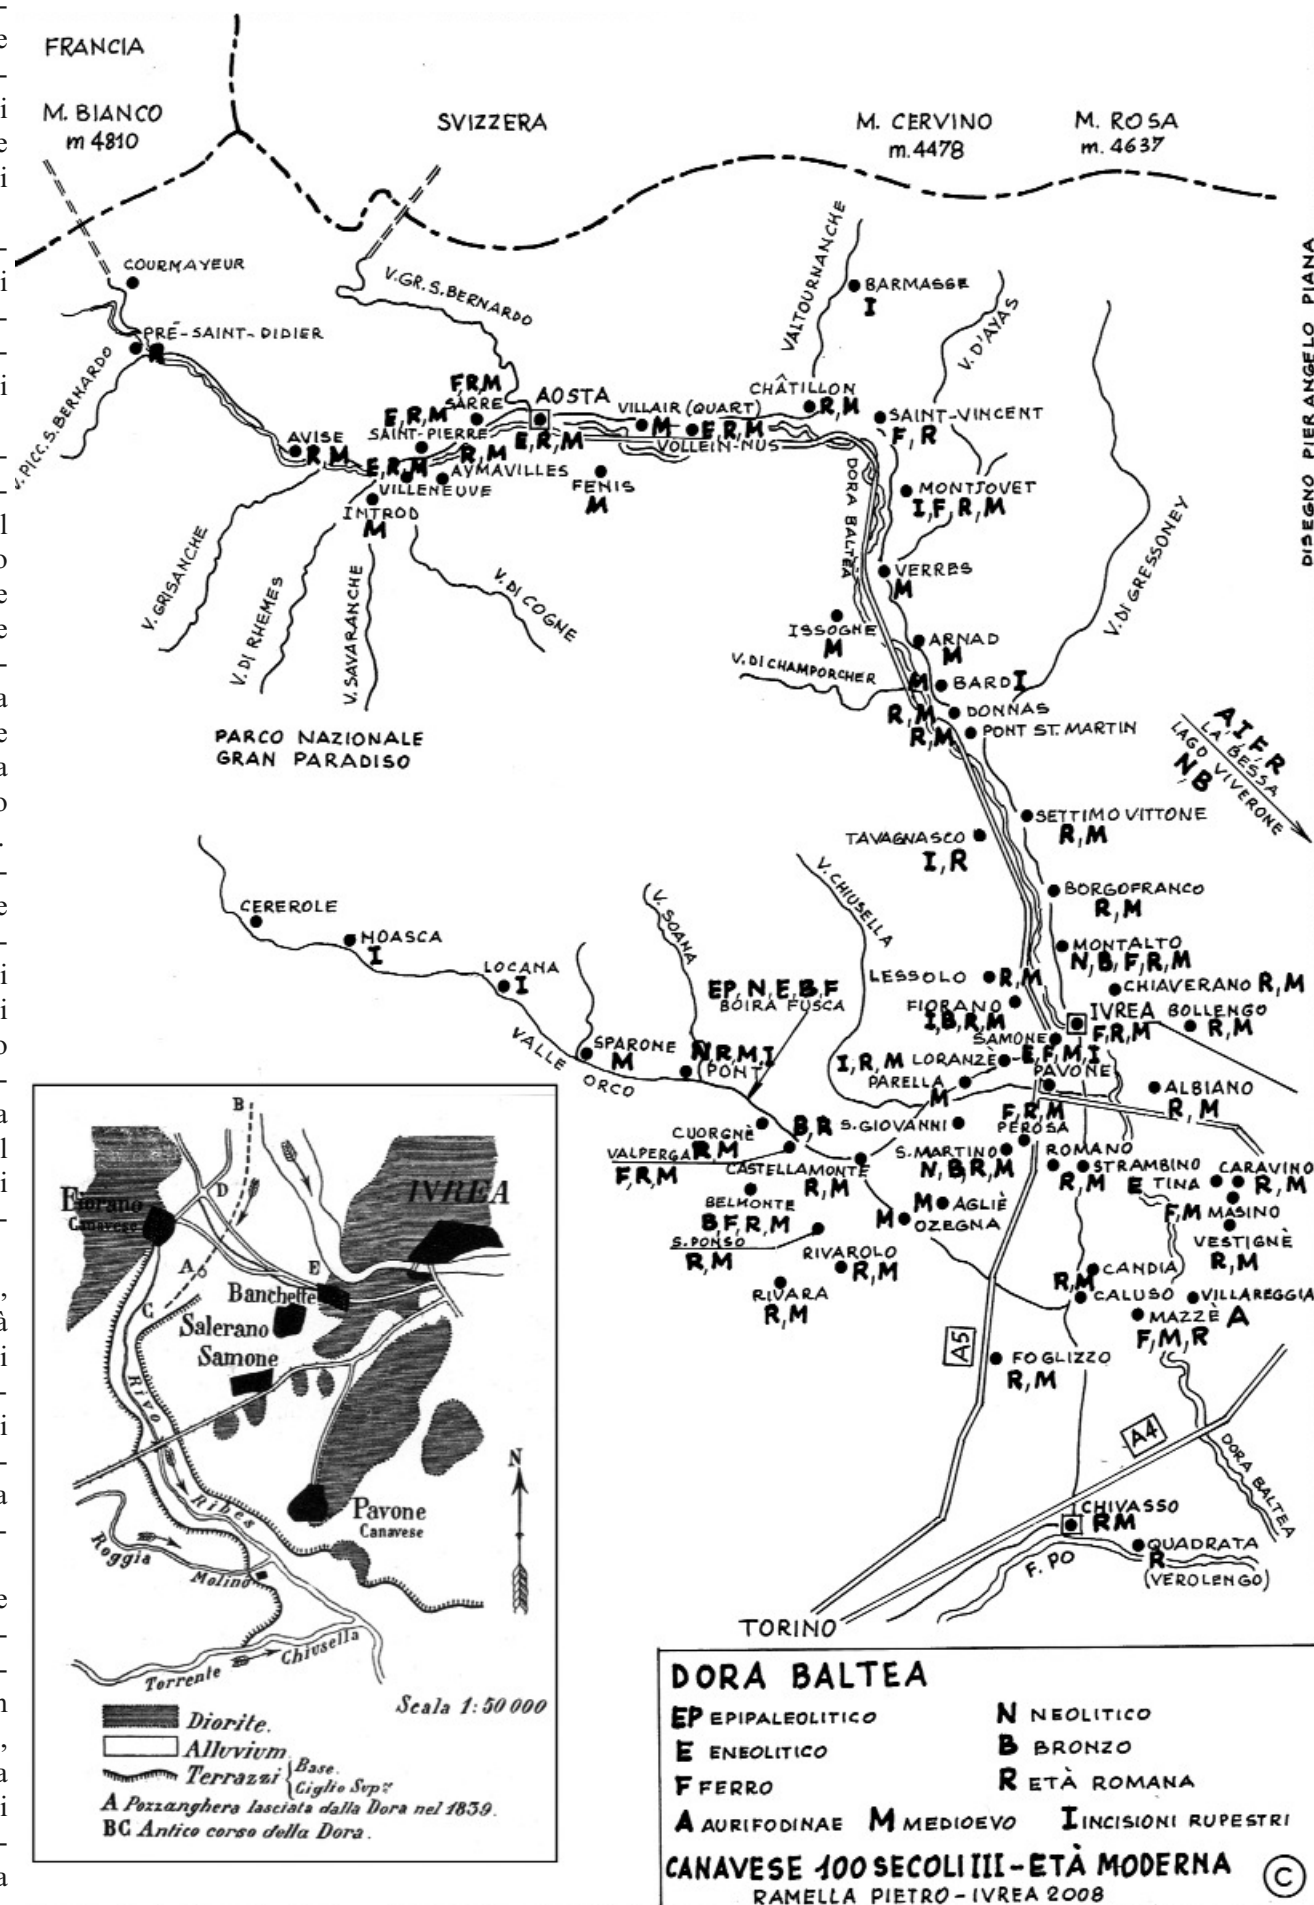 FRANCIA
M. BIANCO
m 4810
SVIZZERA
M. CERVINO
m. 4478
M. ROSA
m. 4637
DISEGNO PIERANGELO PIANA
COURMAYEUR
PRÉ-SAINT-DIDIER
R
V. PICC. S. BERNARDO
V. GR. S. BERNARDO
VALTOURNANCHE
BARMASSE
I
V. D'AYAS
F,R,M
SARRE
AOSTA
E,R,M
E,R,M
SAINT-PIERRE
VILLAIR (QUART)
M
E,R,M
VOLLEIN-NUS
CHÂTILLON
R,M
SAINT-VINCENT
F,R
AVISE
R,M
E,R,M
VILLENEUVE
R,M
AYMAVILLES
FENIS
M
INTROD
M
DORA BALTEA
MONTJOVET
I,F,R,M
V. GRISANCHE
V. DI RHEMES
V. SAVARANCHE
V. DI COGNE
V. DI GRESSONEY
VERRES
M
ISSOGNE
M
ARNAD
M
V. DI CHAMPORCHER
M
BARD I
R,M
DONNAS
R,M
PONT ST. MARTIN
PARCO NAZIONALE
GRAN PARADISO
A,I,F,R
LA BESSA
LAGO VIVERONE
N,B
SETTIMO VITTONE
R,M
TAVAGNASCO
I,R
V. CHIUSELLA
V. SOANA
BORGOFRANCO
R,M
CEREROLE
NOASCA
I
LOCANA
I
MONTALTO
N,B,F,R,M
LESSOLO R,M
CHIAVERANO R,M
EP,N,E,B,F
BOIRA FUSCA
FIORANO
I,B,R,M
IVREA
F,R,M
BOLLENGO
R,M
VALLE ORCO
SPARONE
M
N,R,M,I
(PONT
SAMONE
E,F,M,I
I,R,M LORANZÈ
PARELLA
M
PAVONE
F,R,M
ALBIANO
R,M
CUORGNÈ
R,M
B,R
S. GIOVANNI
PEROSA
VALPERGA
F,R,M
CASTELLAMONTE
R,M
S. MARTINO
N,B,R,M
ROMANO
STRAMBINO
R,M
E TINA
CARAVINO
R,M
BELMONTE
B,F,R,M
M AGLIÈ
M OZEGNA
F,M MASINO
VESTIGNÈ
R,M
S. PONSO
R,M
RIVAROLO
R,M
RIVARA
R,M
CANDIA
R,M
CALUSO
VILLAREGGIA
MAZZÈ A
F,M,R
A5
FOGLIZZO
R,M
A4
DORA BALTEA
CHIVASSO
RM
QUADRATA
R
(VEROLENGO)
F. PO
TORINO
B
D
Fiorano
Canavese
IVREA
A
E
Banchette
C
Salerano
Samone
Rivo
Ribes
Pavone
Canavese
N
Roggia
Molino
Torrente Chiusella
Scala 1:50 000
Diorite.
Alluvium.
Terrazzi
Base.
Ciglio Supre
A Pozzanghera lasciata dalla Dora nel 1839.
BC Antico corso della Dora.
DORA BALTEA
EP EPIPALEOLITICO
N NEOLITICO
E ENEOLITICO
B BRONZO
F FERRO
R ETÀ ROMANA
A AURIFODINAE M MEDIOEVO I INCISIONI RUPESTRI
CANAVESE 100 SECOLI III-ETÀ MODERNA
©
RAMELLA PIETRO-IVREA 2008